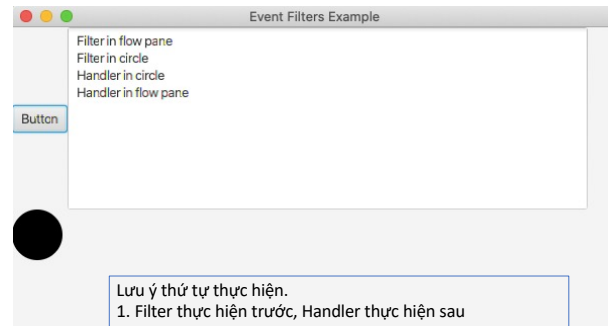 Event Filters Example
Filter in flow pane
Filter in circle
Handler in circle
Handler in flow pane
Button
Lưu ý thứ tự thực hiện.
1. Filter thực hiện trước, Handler thực hiện sau